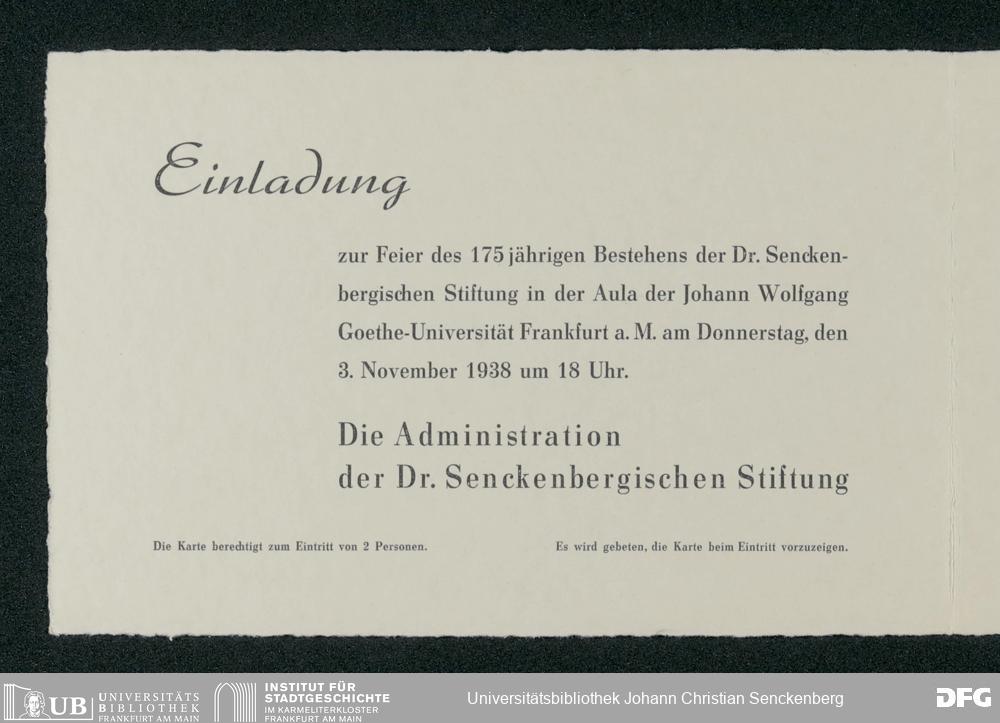 Einladung
zur Feier des 175 jährigen Bestehens der Dr. Sencken-
bergischen Stiftung in der Aula der Johann Wolfgang
Goethe-Universität Frankfurt a. M. am Donnerstag, den
3. November 1938 um 18 Uhr.
Die Administration
der Dr. Senckenbergischen Stiftung
Die Karte berechtigt zum Eintritt von 2 Personen.
Es wird gebeten, die Karte beim Eintritt vorzuzeigen.
UB
UNIVERSITÄTS
BIBLIOTHEK
FRANKFURT AM MAIN
INSTITUT FÜR
STADTGESCHICHTE
IM KARMELITERKLOSTER
FRANKFURT AM MAIN
Universitätsbibliothek Johann Christian Senckenberg
DFG